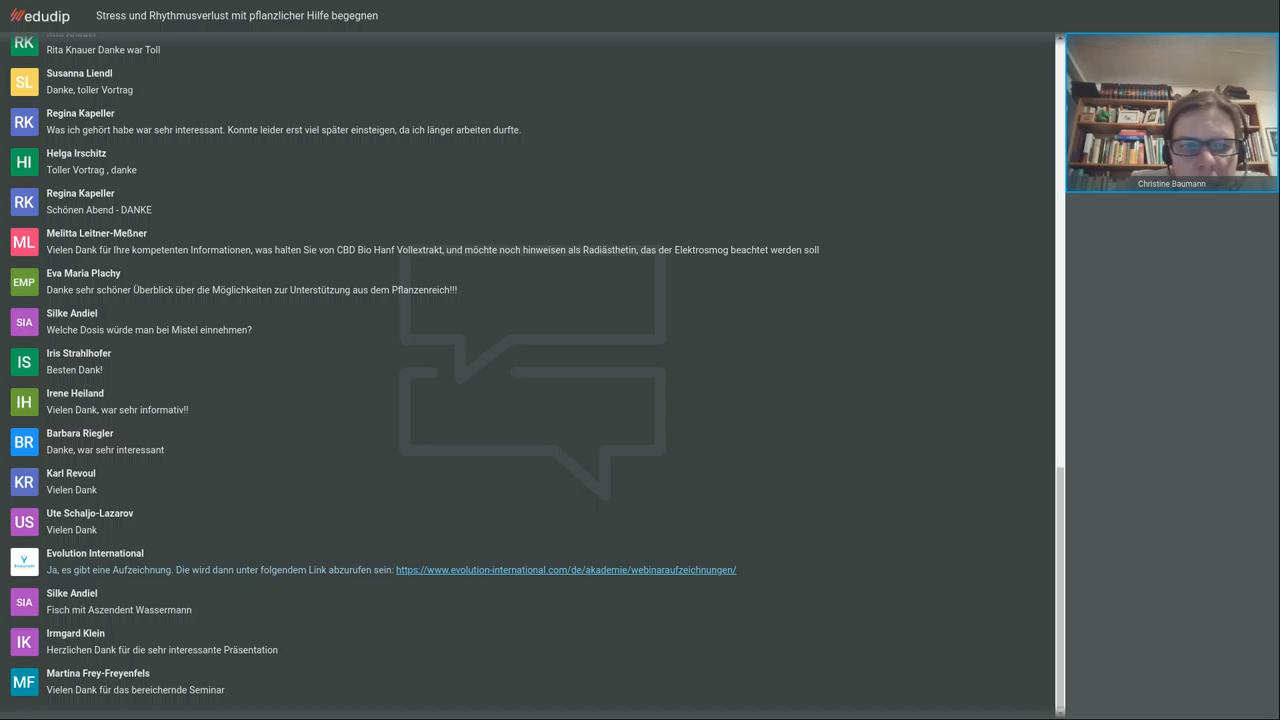 edudip
Stress und Rhythmusverlust mit pflanzlicher Hilfe begegnen
RK
Rita Knauer
Rita Knauer Danke war Toll
SL
Susanna Liendl
Danke, toller Vortrag
RK
Regina Kapeller
Was ich gehört habe war sehr interessant. Konnte leider erst viel später einsteigen, da ich länger arbeiten durfte.
HI
Helga Irschitz
Toller Vortrag , danke
RK
Regina Kapeller
Schönen Abend - DANKE
ML
Melitta Leitner-Meßner
Vielen Dank für Ihre kompetenten Informationen, was halten Sie von CBD Bio Hanf Vollextrakt, und möchte noch hinweisen als Radiästhetin, das der Elektrosmog beachtet werden soll
EMP
Eva Maria Plachy
Danke sehr schöner Überblick über die Möglichkeiten zur Unterstützung aus dem Pflanzenreich!!!
SIA
Silke Andiel
Welche Dosis würde man bei Mistel einnehmen?
IS
Iris Strahlhofer
Besten Dank!
IH
Irene Heiland
Vielen Dank, war sehr informativ!!
BR
Barbara Riegler
Danke, war sehr interessant
KR
Karl Revoul
Vielen Dank
US
Ute Schaljo-Lazarov
Vielen Dank
Evolution International
Ja, es gibt eine Aufzeichnung. Die wird dann unter folgendem Link abzurufen sein: https://www.evolution-international.com/de/akademie/webinaraufzeichnungen/
SIA
Silke Andiel
Fisch mit Aszendent Wassermann
IK
Irmgard Klein
Herzlichen Dank für die sehr interessante Präsentation
MF
Martina Frey-Freyenfels
Vielen Dank für das bereichernde Seminar
Christine Baumann